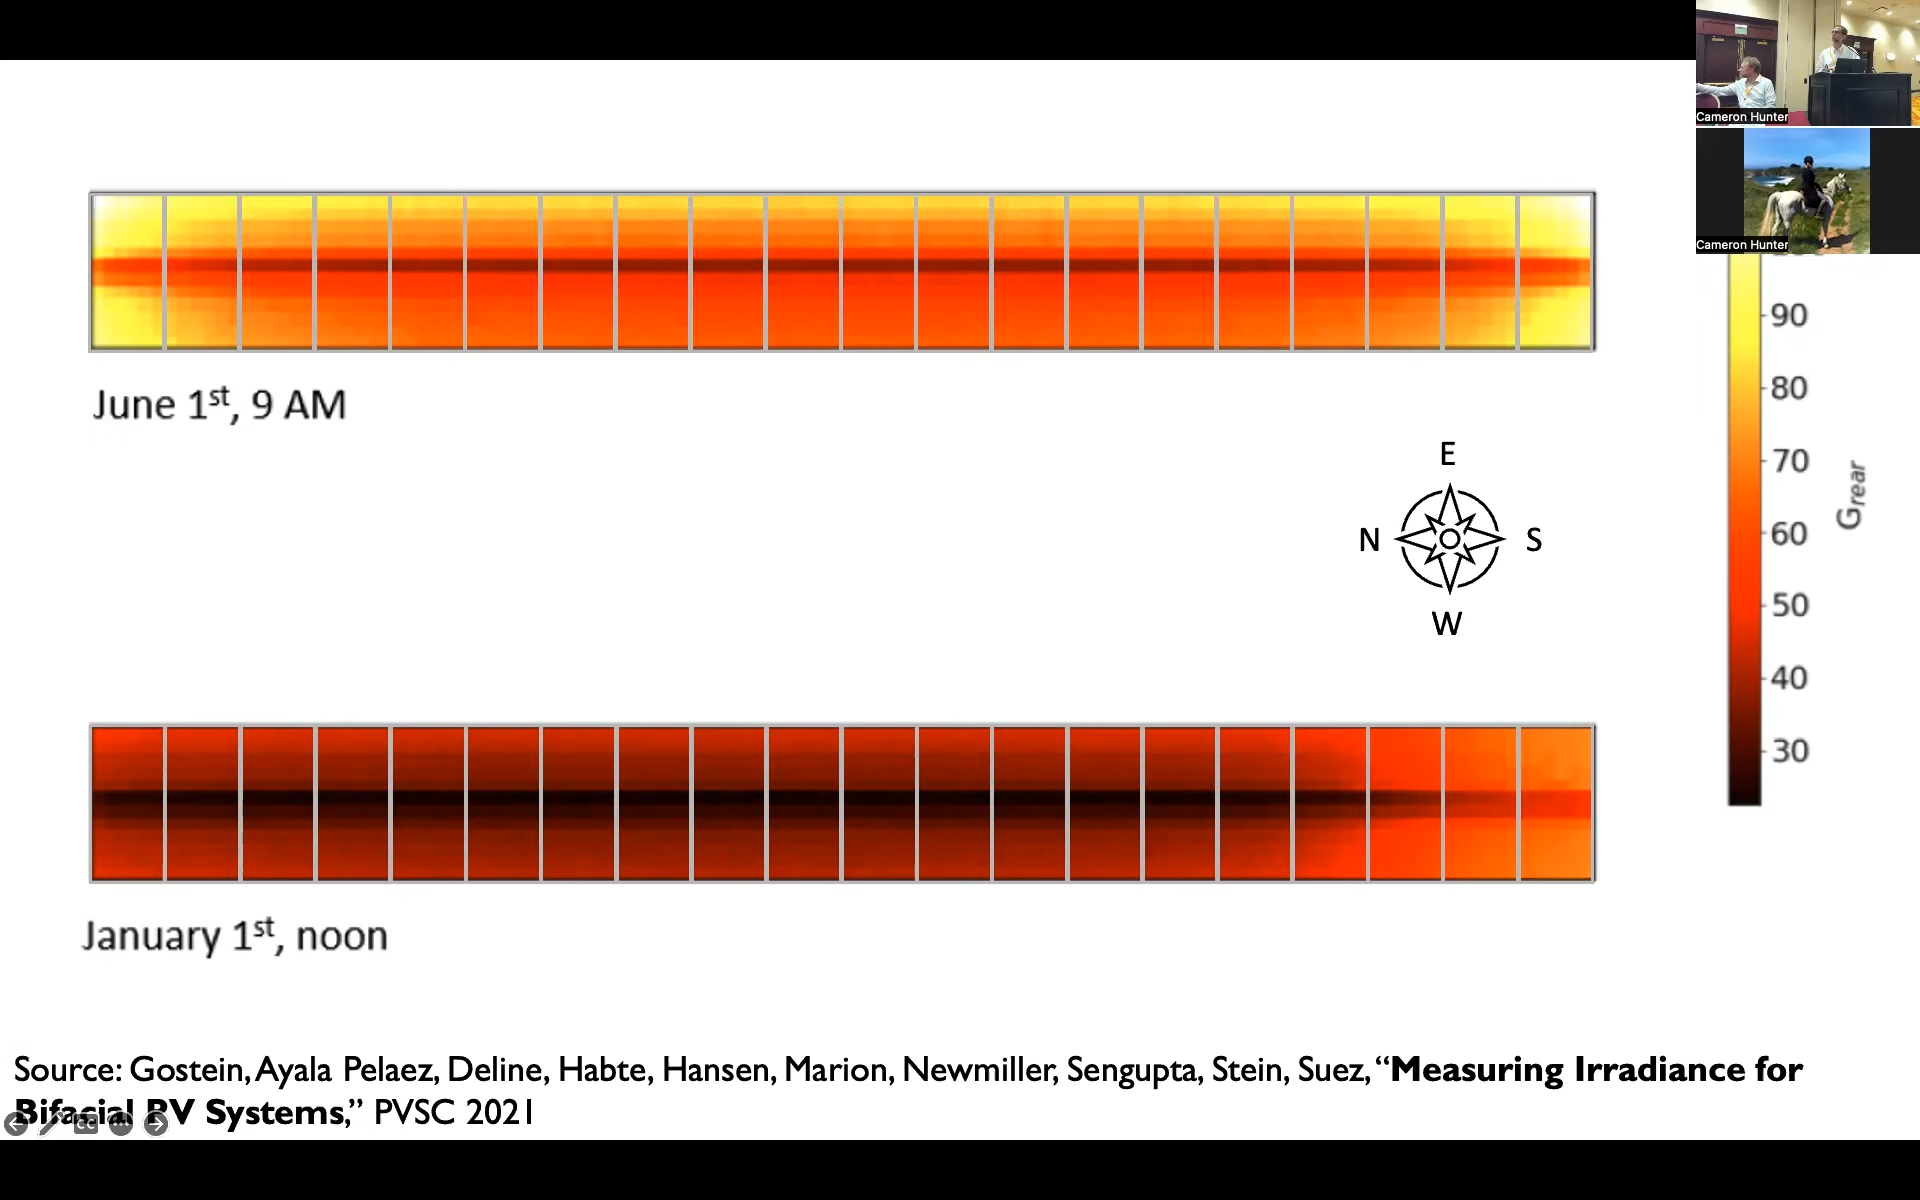 Cameron Hunter
Cameron Hunter
June 1st, 9 AM
E
N
S
W
90
80
70
60
50
40
30
Grear
January 1st, noon
Source: Gostein, Ayala Pelaez, Deline, Habte, Hansen, Marion, Newmiller, Sengupta, Stein, Suez, “Measuring Irradiance for
Bifacial PV Systems,” PVSC 2021
CC